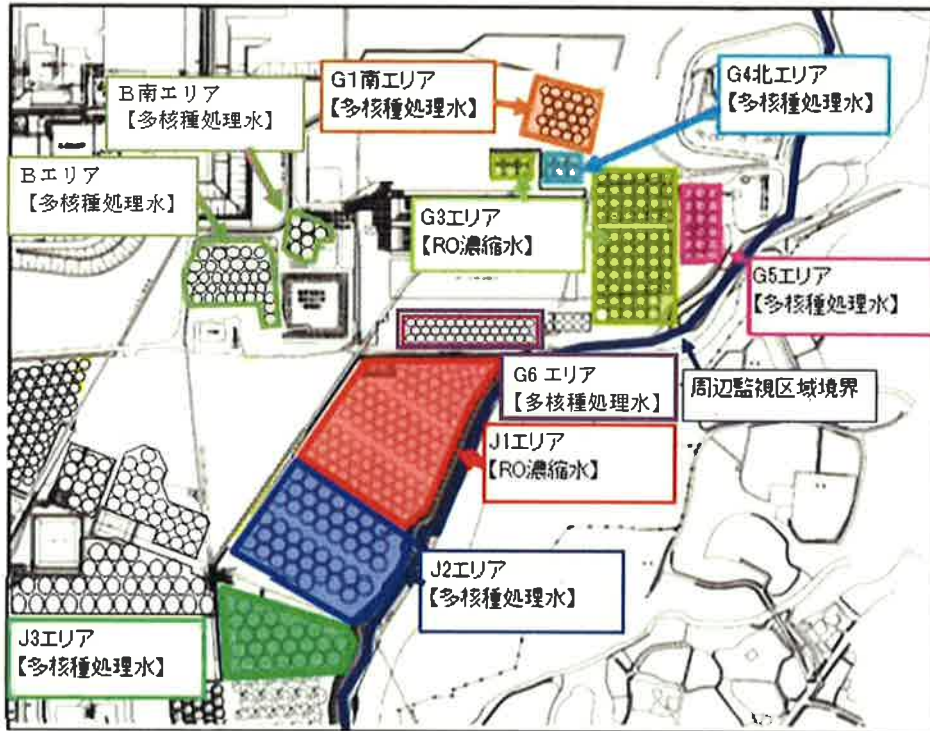 G1南エリア
【多核種処理水】
G4北エリア
【多核種処理水】
B南エリア
【多核種処理水】
Bエリア
【多核種処理水】
G3エリア
【RO濃縮水】
G5エリア
【多核種処理水】
G6エリア
【多核種処理水】
周辺監視区域境界
J1エリア
【RO濃縮水】
J2エリア
【多核種処理水】
J3エリア
【多核種処理水】